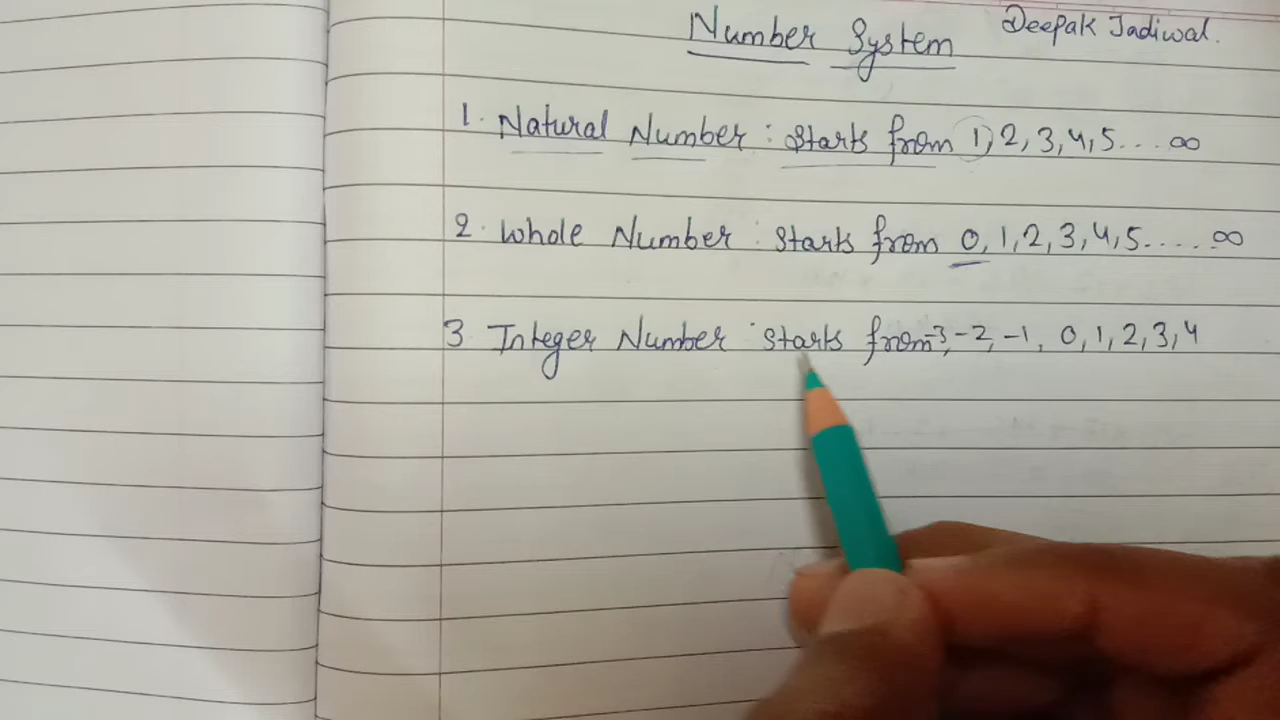 Number System Deepak Jadiwal.
1. Natural Number : Starts from 1, 2, 3, 4, 5.... ∞
2. Whole Number : Starts from 0, 1, 2, 3, 4, 5..... ∞
3 Integer Number : Starts from -3, -2, -1, 0, 1, 2, 3, 4